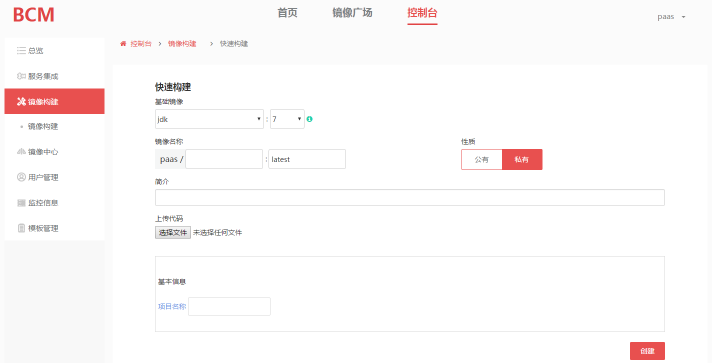 BCM
首页 镜像广场 控制台 paas
控制台 > 镜像构建 > 快速构建
总览
服务集成
镜像构建
镜像构建
镜像中心
用户管理
监控信息
模板管理
快速构建
基础镜像
jdk : 7
镜像名称 性质
paas / : latest 公有 私有
简介
上传代码
选择文件 未选择任何文件
基本信息
项目名称
创建